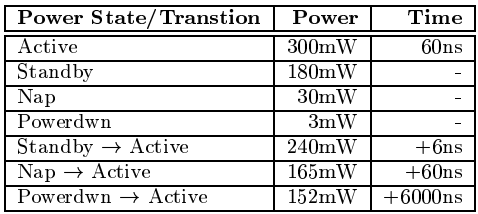 Power State/Transtion Power Time
Active 300mW 60ns
Standby 180mW -
Nap 30mW -
Powerdwn 3mW -
Standby → Active 240mW +6ns
Nap → Active 165mW +60ns
Powerdwn → Active 152mW +6000ns